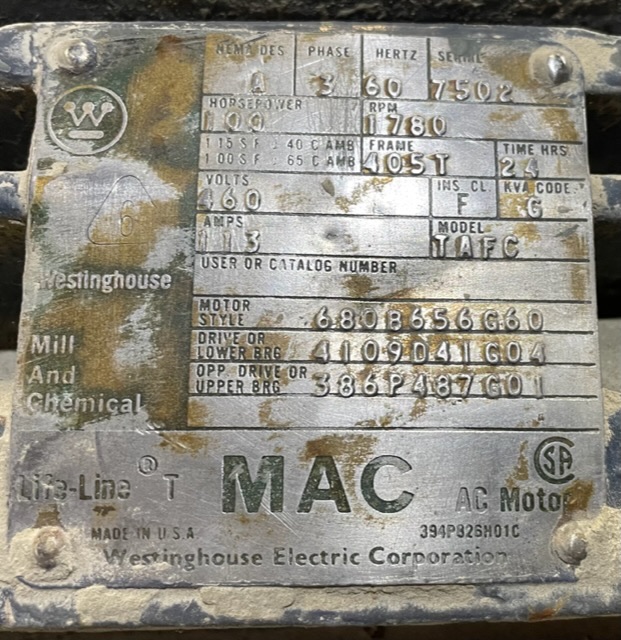 NEMA DES PHASE HERTZ SERIAL
A 3 60 7502
HORSEPOWER RPM
100 1780
1.15 S.F. 40 C AMB FRAME TIME HRS
1.00 S.F. 65 C AMB 405T 24
VOLTS INS. CL. KVA CODE
460 F G
AMPS MODEL
113 TAFC
USER OR CATALOG NUMBER
6
Westinghouse
MOTOR STYLE 680B656G60
DRIVE OR LOWER BRG 4109D41G04
OPP. DRIVE OR UPPER BRG 386P487G01
Mill
And
Chemical
Life-Line ® T MAC AC Motor
CSA
MADE IN U.S.A. 394P826H01C
Westinghouse Electric Corporation